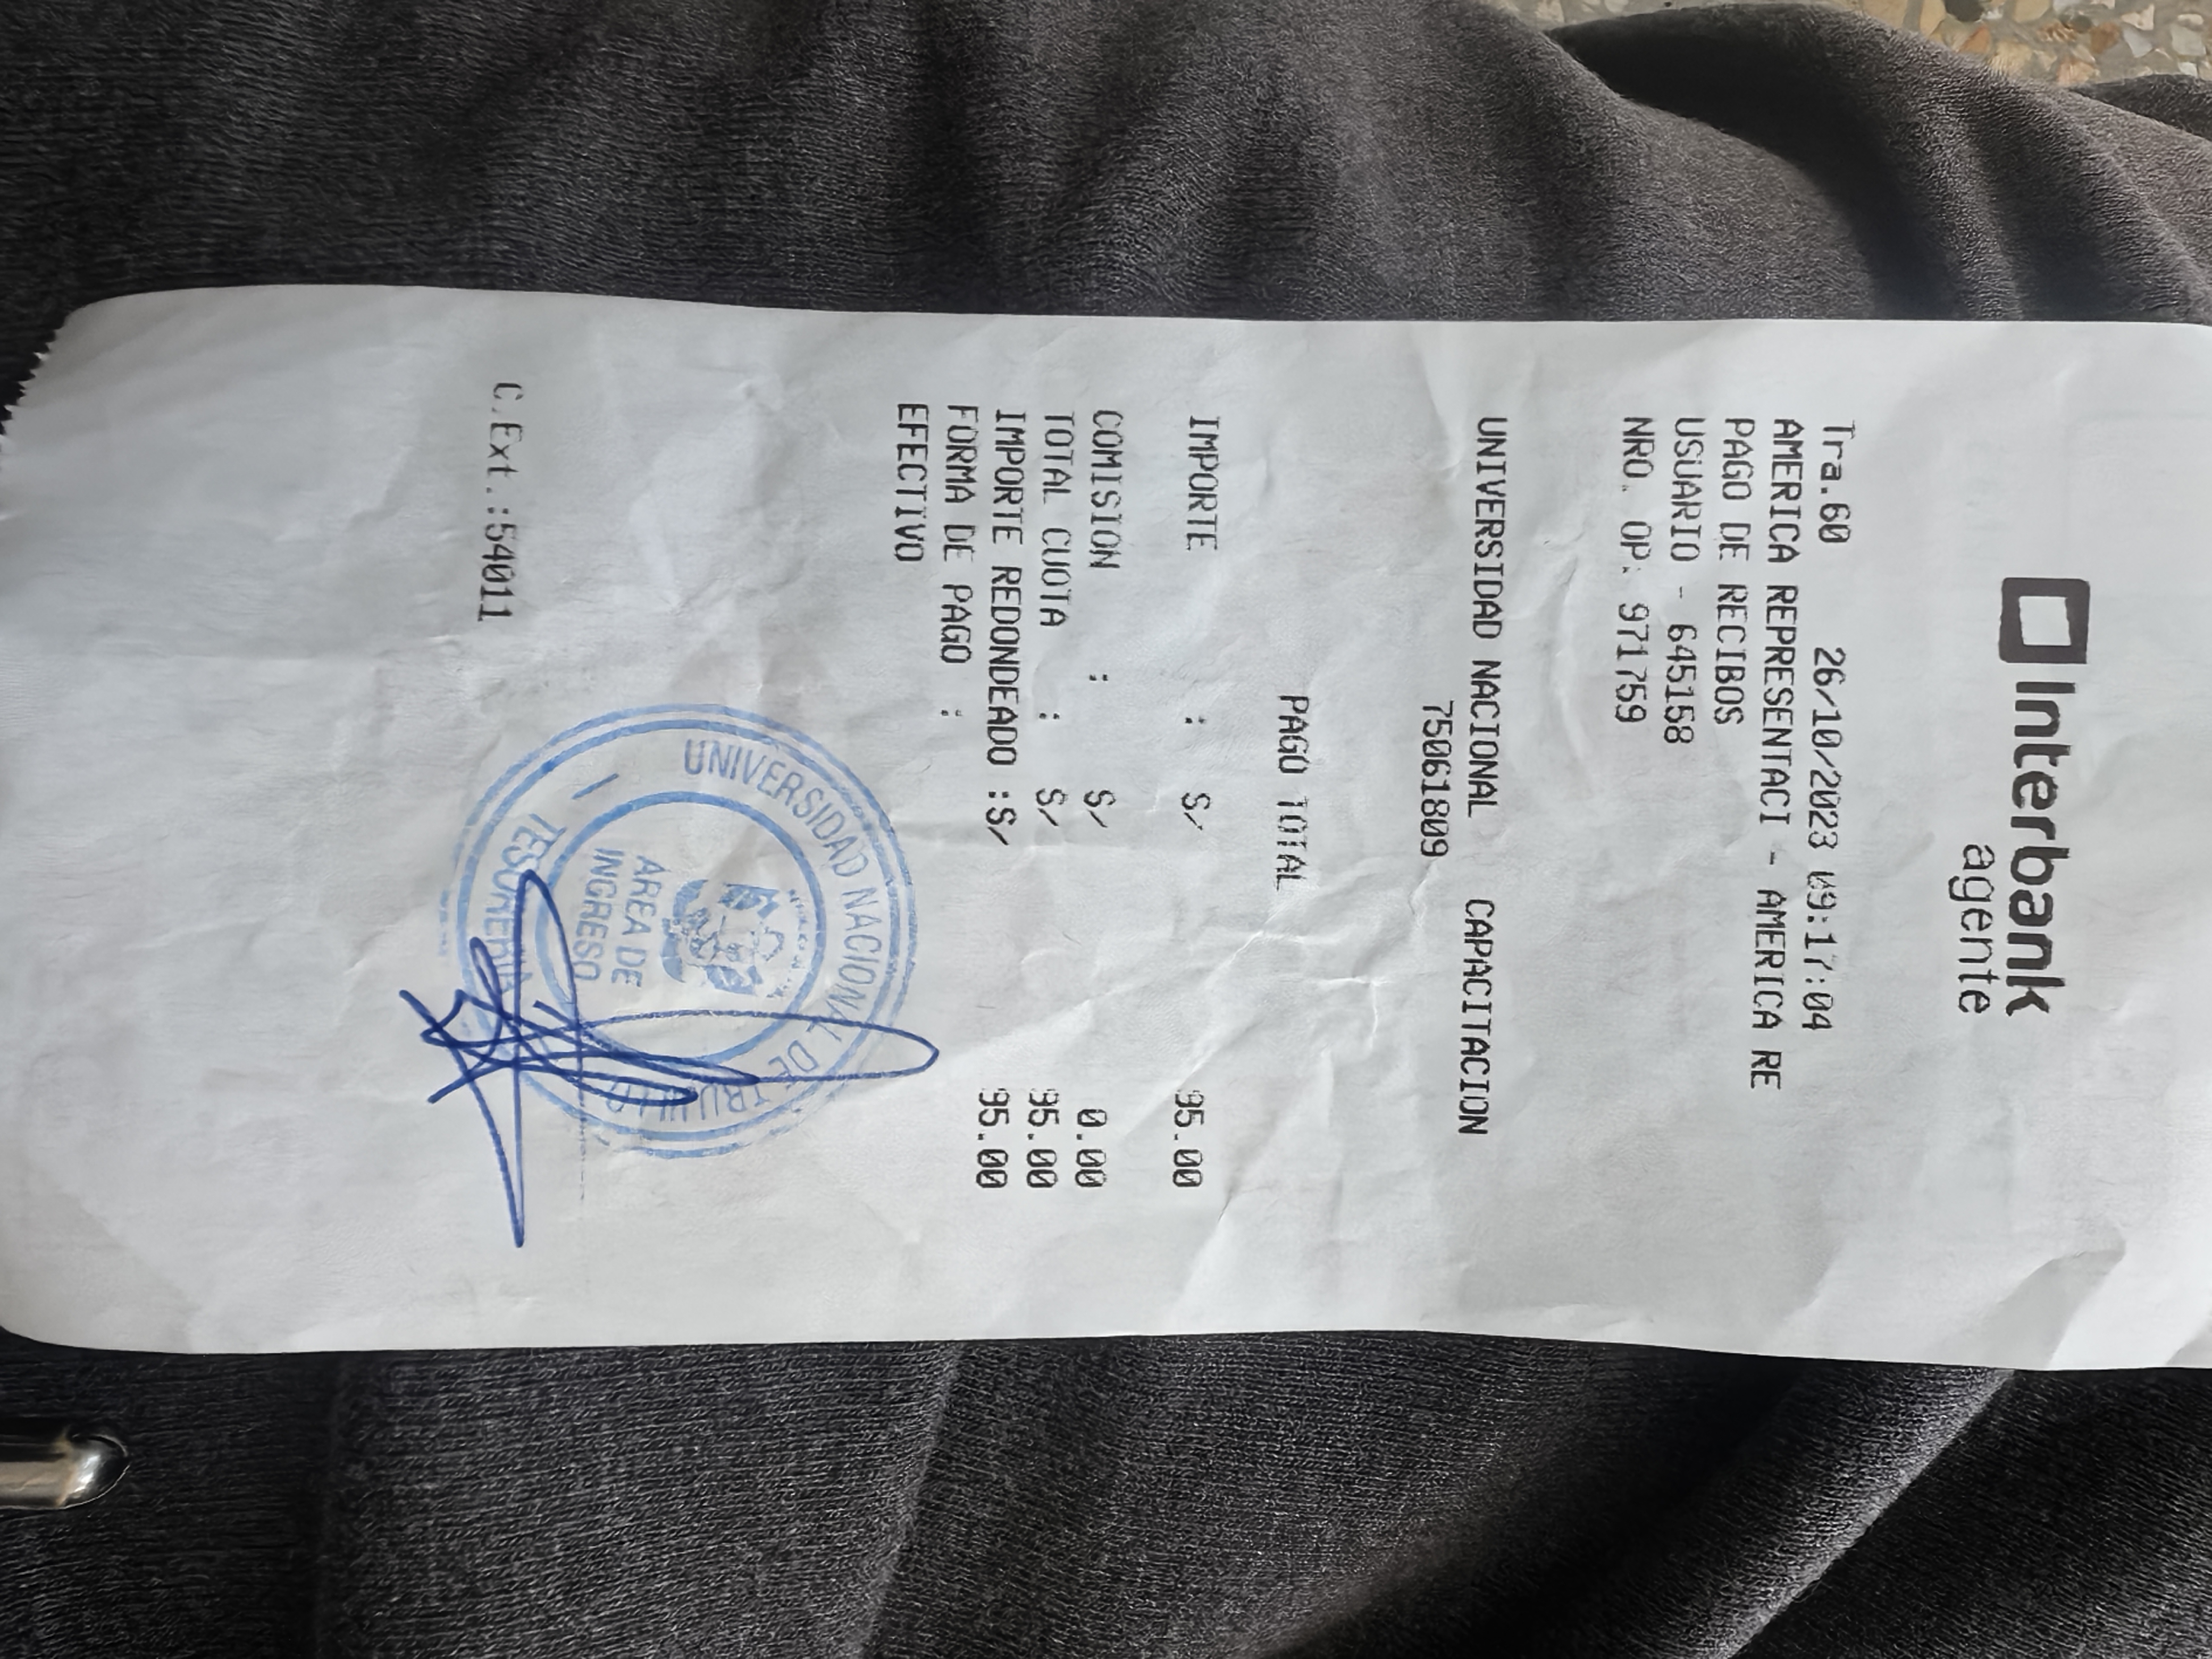 Interbank
agente
Tra.60 26/10/2023 09:17:04
AMERICA REPRESENTACI - AMERICA RE
PAGO DE RECIBOS
USUARIO - 645158
NRO. OP: 971759
UNIVERSIDAD NACIONAL CAPACITACION
75061809
PAGO TOTAL
IMPORTE : S/ 95.00
COMISION : S/ 0.00
TOTAL CUOTA : S/ 95.00
IMPORTE REDONDEADO :S/ 95.00
FORMA DE PAGO :
EFECTIVO
UNIVERSIDAD NACIONAL DE TRUJILLO
AREA DE
INGRESO
TESORERIA
C.Ext.:54011